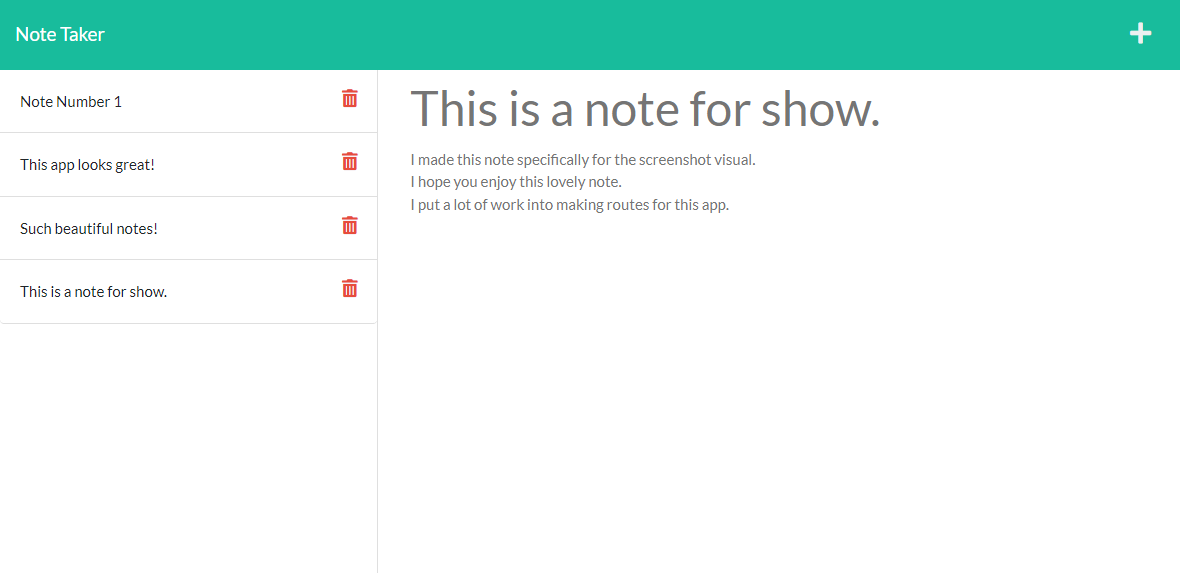 Note Taker
Note Number 1
This app looks great!
Such beautiful notes!
This is a note for show.
This is a note for show.
I made this note specifically for the screenshot visual.
I hope you enjoy this lovely note.
I put a lot of work into making routes for this app.